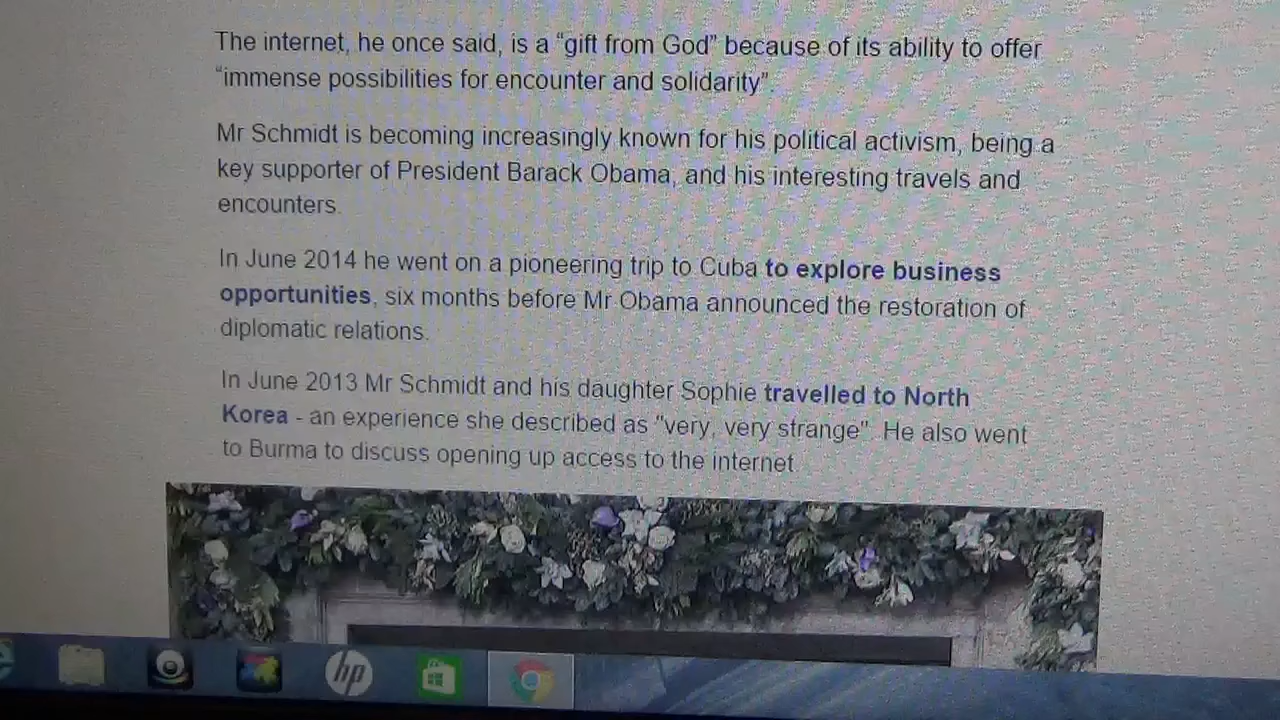 The internet, he once said, is a “gift from God” because of its ability to offer
“immense possibilities for encounter and solidarity”.
Mr Schmidt is becoming increasingly known for his political activism, being a
key supporter of President Barack Obama, and his interesting travels and
encounters.
In June 2014 he went on a pioneering trip to Cuba to explore business
opportunities, six months before Mr Obama announced the restoration of
diplomatic relations.
In June 2013 Mr Schmidt and his daughter Sophie travelled to North
Korea - an experience she described as "very, very strange". He also went
to Burma to discuss opening up access to the internet.
hp